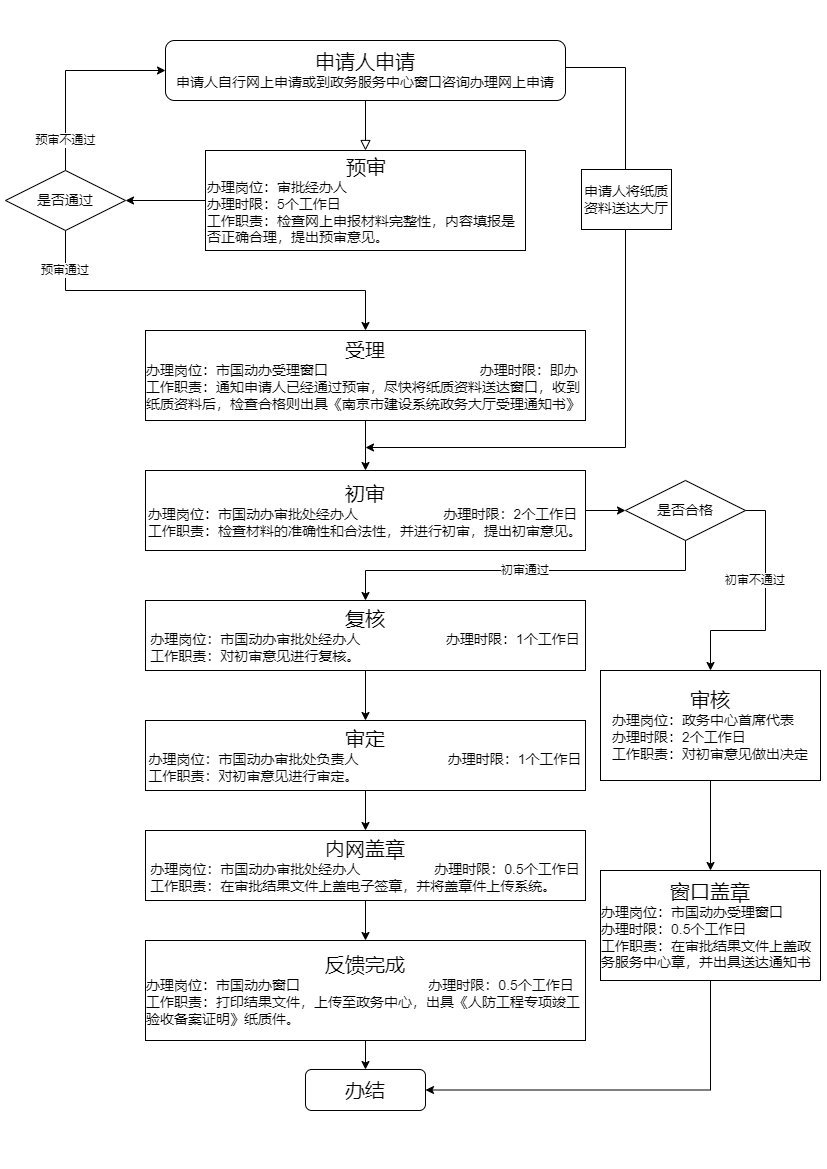 申请人申请
申请人自行网上申请或到政务服务中心窗口咨询办理网上申请
预审不通过
预审
办理岗位：审批经办人
办理时限：5个工作日
工作职责：检查网上申报材料完整性，内容填报是
否正确合理，提出预审意见。
是否通过
申请人将纸质
资料送达大厅
预审通过
受理
办理岗位：市国动办受理窗口 办理时限：即办
工作职责：通知申请人已经通过预审，尽快将纸质资料送达窗口，收到
纸质资料后，检查合格则出具《南京市建设系统政务大厅受理通知书》
初审
办理岗位：市国动办审批处经办人 办理时限：2个工作日
工作职责：检查材料的准确性和合法性，并进行初审，提出初审意见。
是否合格
初审通过
初审不通过
复核
办理岗位：市国动办审批处经办人 办理时限：1个工作日
工作职责：对初审意见进行复核。
审核
办理岗位：政务中心首席代表
办理时限：2个工作日
工作职责：对初审意见做出决定
审定
办理岗位：市国动办审批处负责人 办理时限：1个工作日
工作职责：对初审意见进行审定。
内网盖章
办理岗位：市国动办审批处经办人 办理时限：0.5个工作日
工作职责：在审批结果文件上盖电子签章，并将盖章件上传系统。
窗口盖章
办理岗位：市国动办受理窗口
办理时限：0.5个工作日
工作职责：在审批结果文件上盖政
务服务中心章，并出具送达通知书
反馈完成
办理岗位：市国动办窗口 办理时限：0.5个工作日
工作职责：打印结果文件，上传至政务中心，出具《人防工程专项竣工
验收备案证明》纸质件。
办结